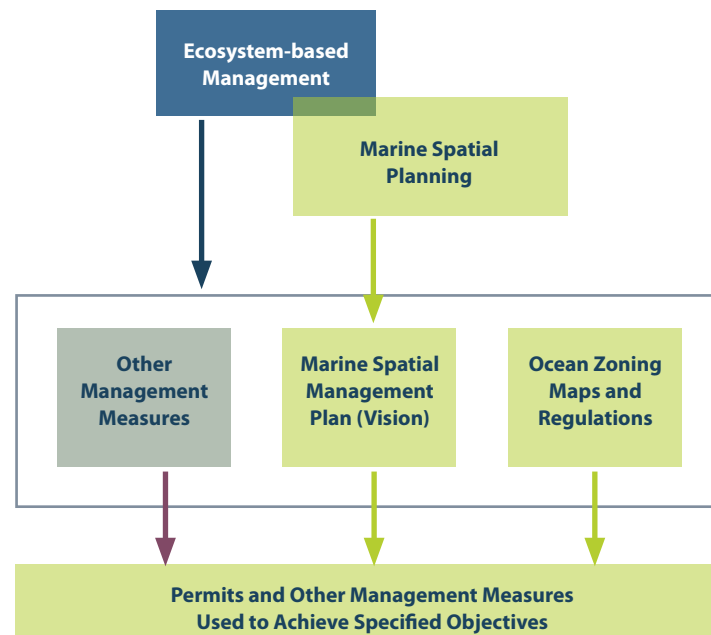 Ecosystem-based
Management
Marine Spatial
Planning
Other
Management
Measures
Marine Spatial
Management
Plan (Vision)
Ocean Zoning
Maps and
Regulations
Permits and Other Management Measures
Used to Achieve Specified Objectives